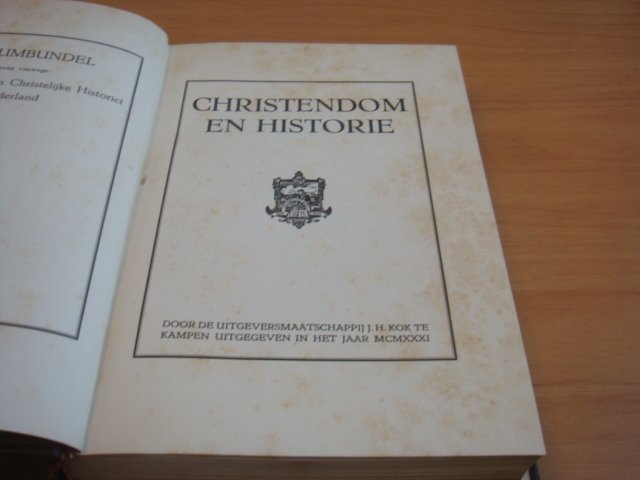 UMBUNDEL
Christelijke Historici
derland
CHRISTENDOM
EN HISTORIE
DOOR DE UITGEVERSMAATSCHAPPIJ J. H. KOK TE
KAMPEN UITGEGEVEN IN HET JAAR MCMXXXI